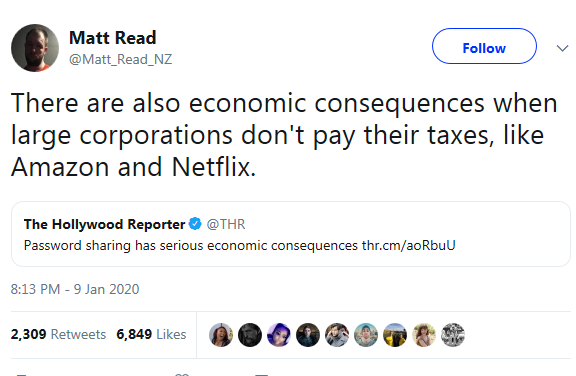 Matt Read
@Matt_Read_NZ
Follow
There are also economic consequences when
large corporations don't pay their taxes, like
Amazon and Netflix.
The Hollywood Reporter @THR
Password sharing has serious economic consequences thr.cm/aoRbuU
8:13 PM - 9 Jan 2020
2,309 Retweets 6,849 Likes